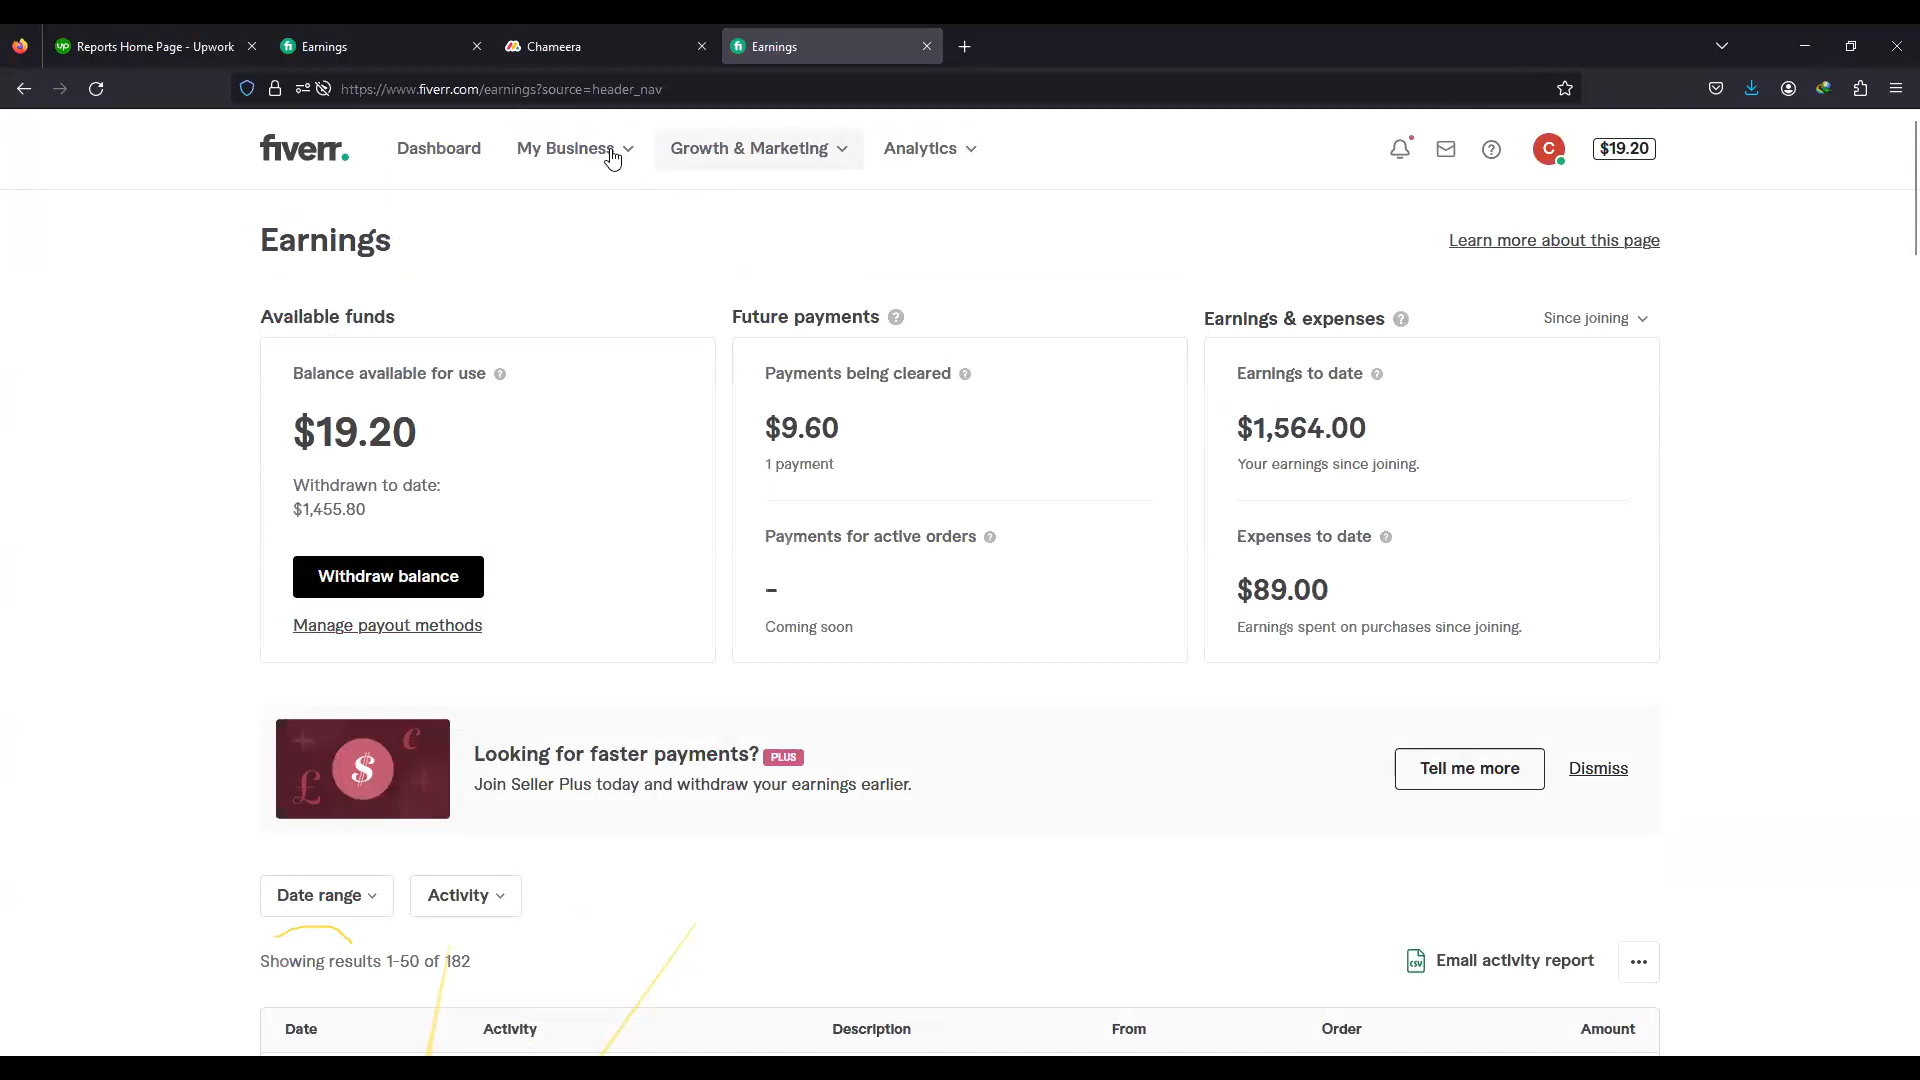 Reports Home Page - Upwork
Earnings
Chameera
Earnings
https://www.fiverr.com/earnings?source=header_nav
fiverr.
Dashboard
My Business
Growth & Marketing
Analytics
C
$19.20
Earnings
Learn more about this page
Available funds
Balance available for use
$19.20
Withdrawn to date:
$1,455.80
Withdraw balance
Manage payout methods
Future payments
Payments being cleared
$9.60
1 payment
Payments for active orders
-
Coming soon
Earnings & expenses
Since joining
Earnings to date
$1,564.00
Your earnings since joining.
Expenses to date
$89.00
Earnings spent on purchases since joining.
Looking for faster payments? PLUS
Join Seller Plus today and withdraw your earnings earlier.
Tell me more
Dismiss
Date range
Activity
Showing results 1-50 of 182
CSV
Email activity report
Date
Activity
Description
From
Order
Amount